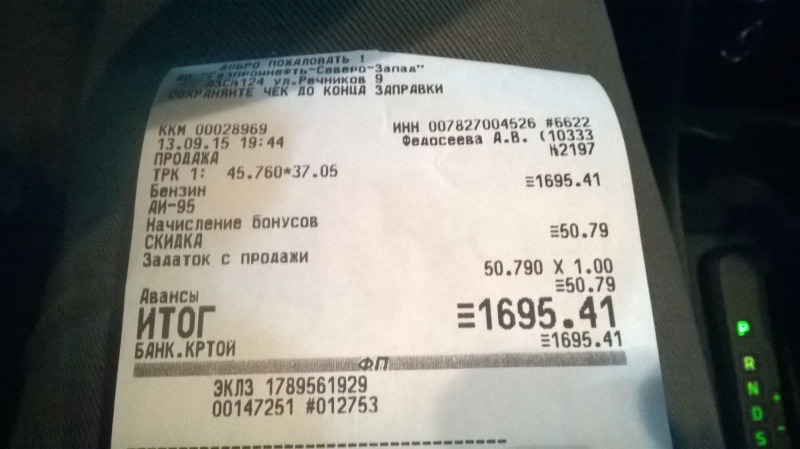 ДОБРО ПОЖАЛОВАТЬ !
"Газпромнефть-Северо-Запад"
АЗС№124 ул.Речников 9
СОХРАНЯЙТЕ ЧЕК ДО КОНЦА ЗАПРАВКИ
ККМ 00028969 ИНН 007827004526 #6622
13.09.15 19:44 Федосеева А.В. (10333
ПРОДАЖА №2197
ТРК 1: 45.760*37.05
Бензин ≡1695.41
АИ-95
Начисление бонусов
СКИДКА ≡50.79
Задаток с продажи
50.790 X 1.00
Авансы ≡50.79
ИТОГ ≡1695.41
БАНК.КРТОЙ ≡1695.41
ФП
ЭКЛЗ 1789561929
00147251 #012753
P
R
N
D +
S -